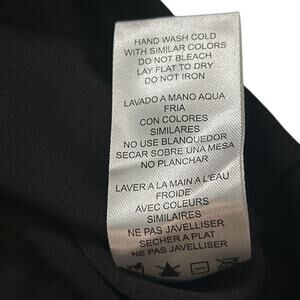 HAND WASH COLD
WITH SIMILAR COLORS
DO NOT BLEACH
LAY FLAT TO DRY
DO NOT IRON
LAVADO A MANO AQUA
FRIA
CON COLORES
SIMILARES
NO USE BLANQUEDOR
SECAR SOBRE UNA MESA
NO PLANCHAR
LAVER A LA MAIN A L'EAU
FROIDE
AVEC COULEURS
SIMILAIRES
NE PAS JAVELLISER
SECHER A PLAT
NE PAS JAVELLISER